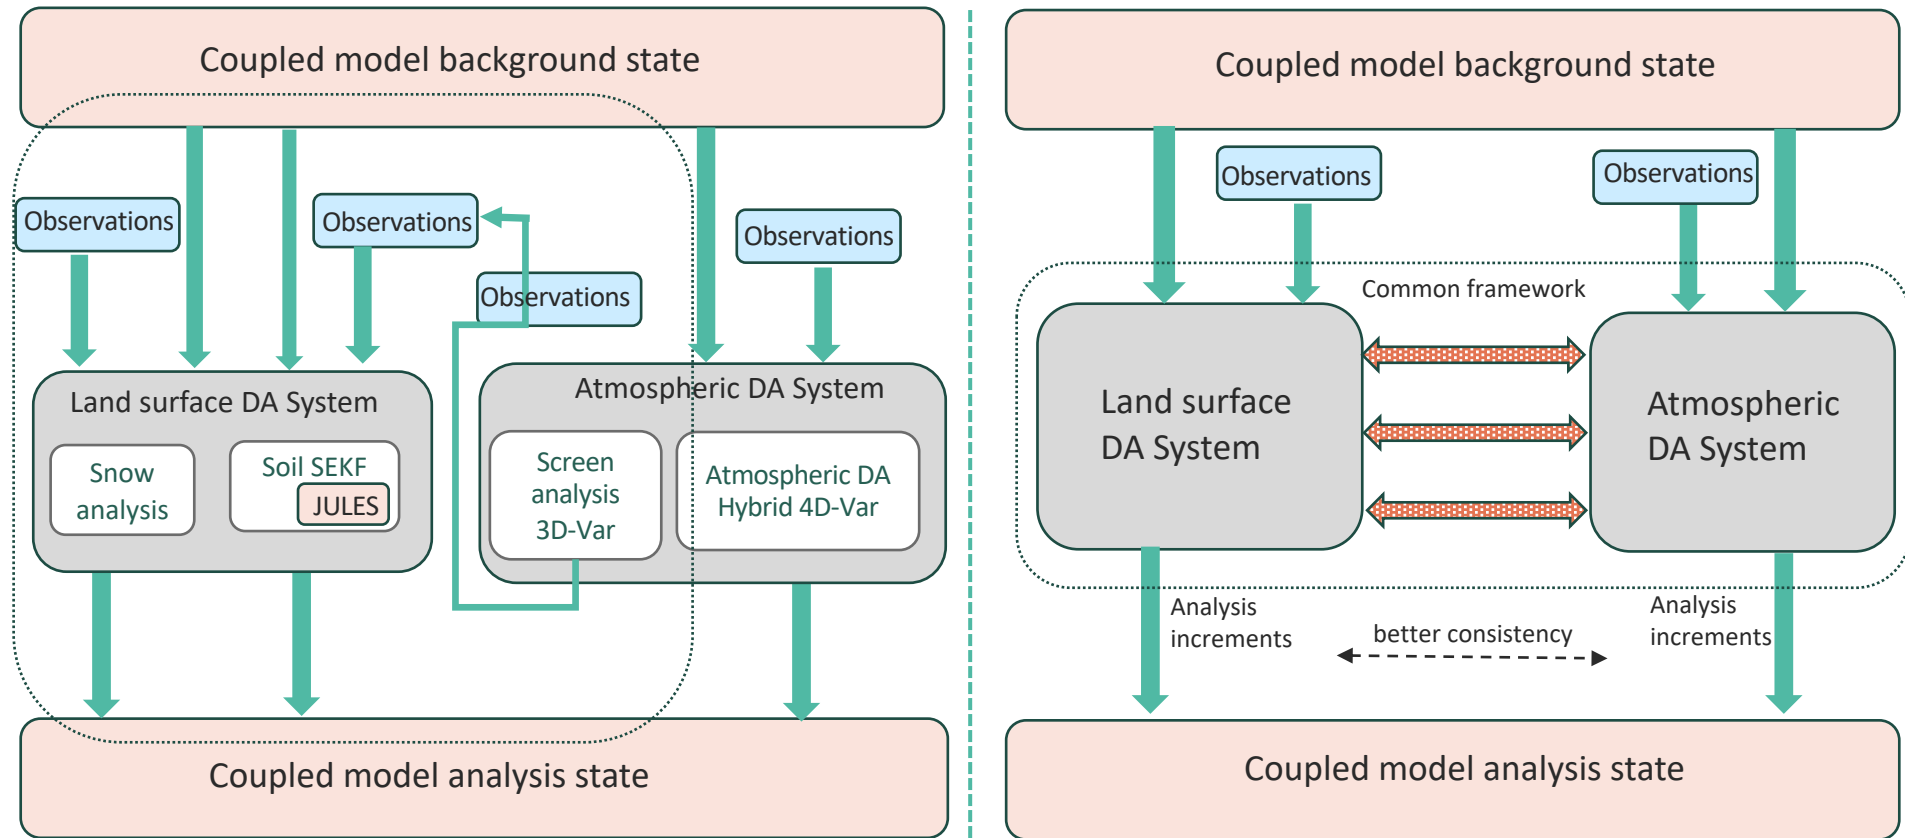 Coupled model background state
Observations
Observations
Observations
Observations
Land surface DA System
Snow
analysis
Soil SEKF
JULES
Atmospheric DA System
Screen
analysis
3D-Var
Atmospheric DA
Hybrid 4D-Var
Coupled model analysis state
Coupled model background state
Observations
Observations
Common framework
Land surface
DA System
Atmospheric
DA System
Analysis
increments
better consistency
Analysis
increments
Coupled model analysis state